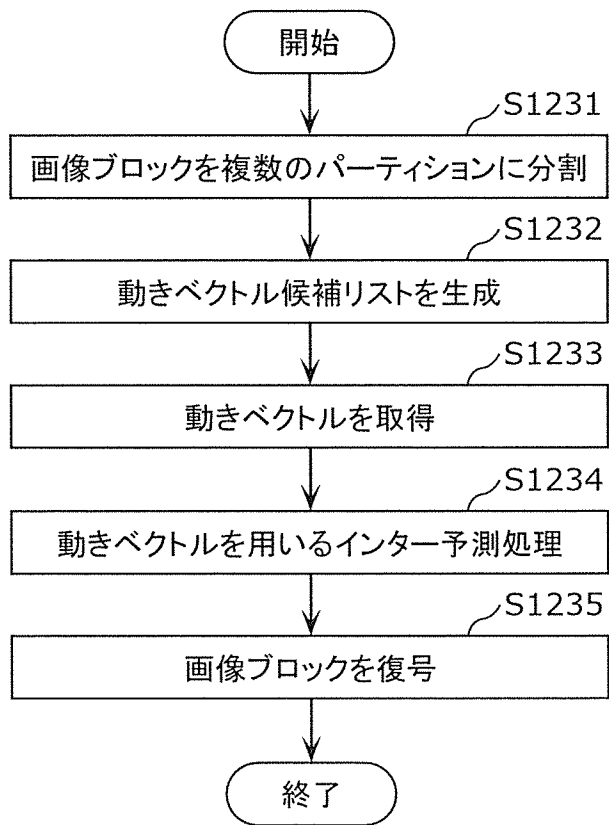 開始
S1231
画像ブロックを複数のパーティションに分割
S1232
動きベクトル候補リストを生成
S1233
動きベクトルを取得
S1234
動きベクトルを用いるインター予測処理
S1235
画像ブロックを復号
終了